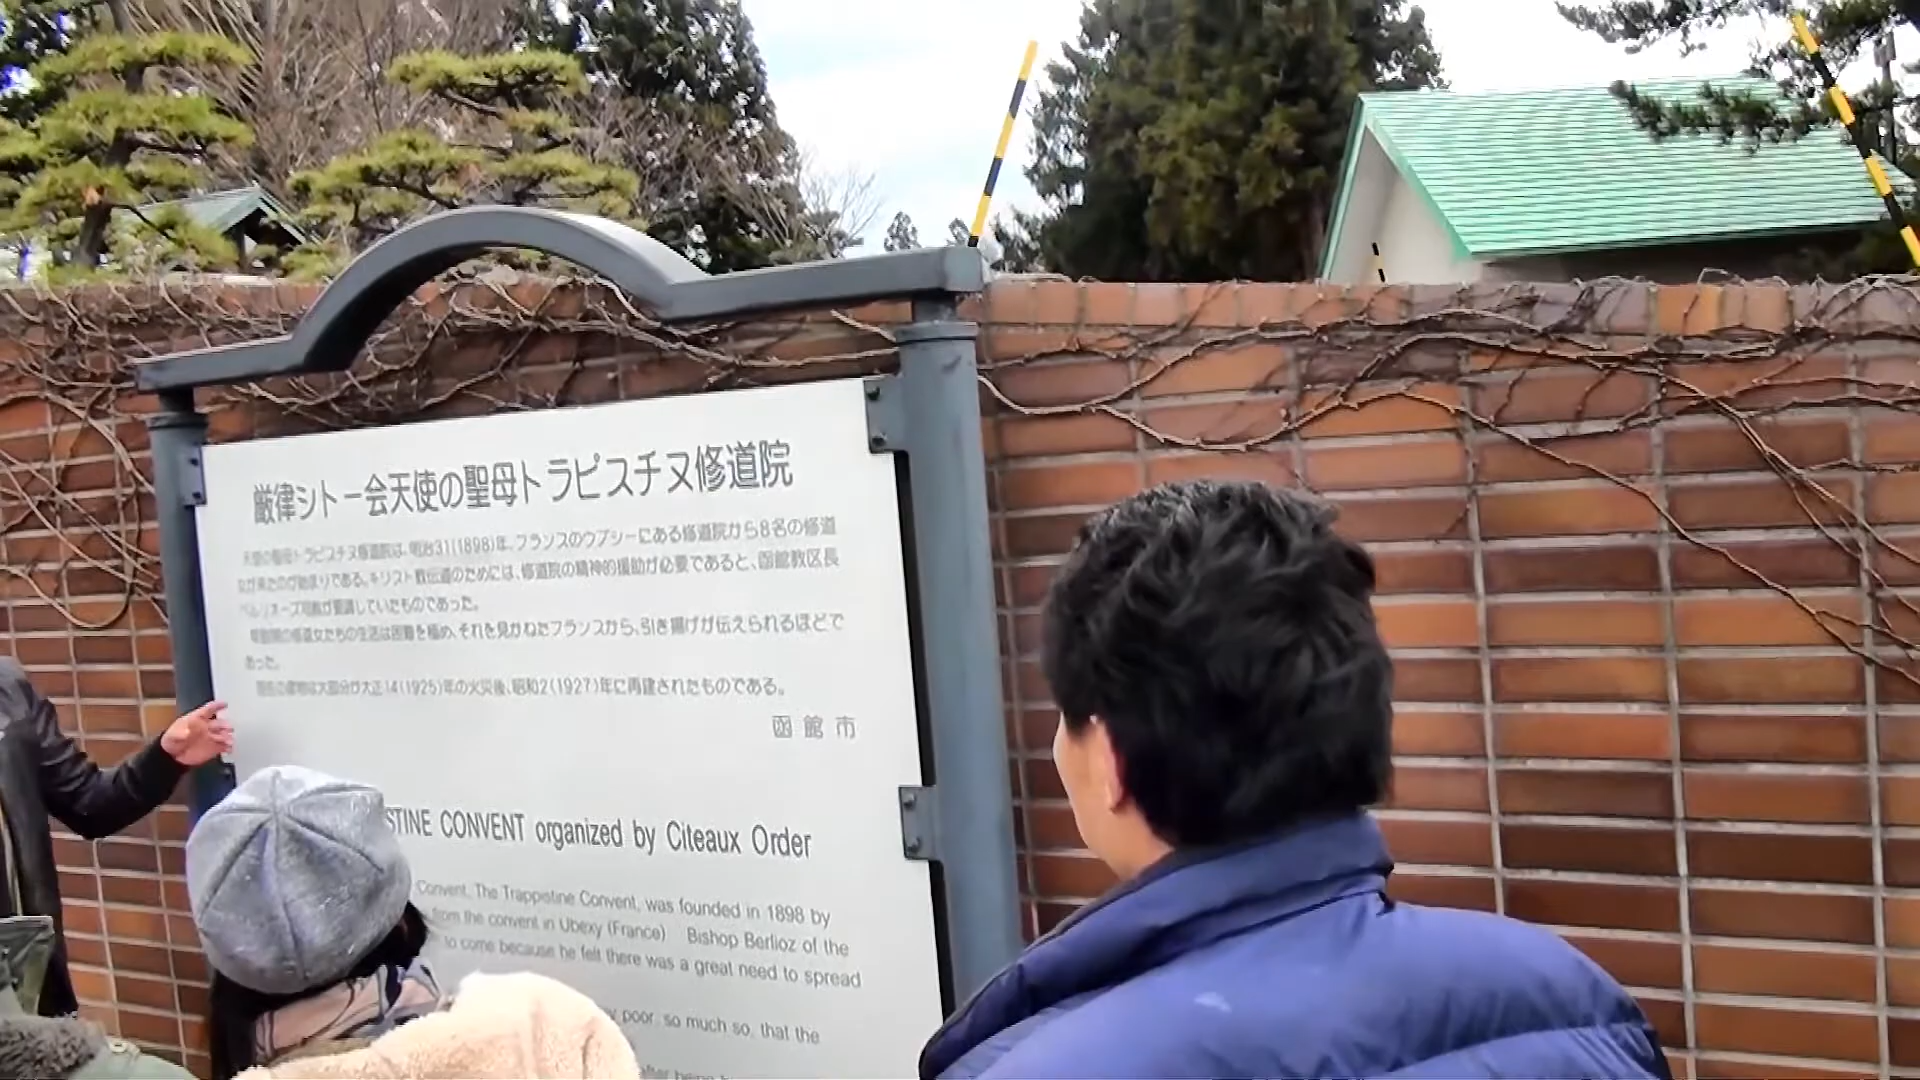 厳律シトー会天使の聖母トラピスチヌ修道院
天使の聖母トラピスチヌ修道院は、明治31(1898)年、フランスのウプシーにある修道院から8名の修道
女が来たのが始まりである。キリスト教伝道のためには、修道院の精神的援助が必要であると、函館教区長
ベルリオーズ司教が要請していたものであった。
修道女たちの生活は困難を極め、それを見かねたフランスから、引き揚げが伝えられるほどで
あった。
現在の建物は大部分が大正14(1925)年の火災後、昭和2(1927)年に再建されたものである。
函館市
STINE CONVENT organized by Citeaux Order
Convent, The Trappistine Convent, was founded in 1898 by
from the convent in Ubexy (France) Bishop Berlioz of the
to come because he felt there was a great need to spread
poor, so much so, that the
after being